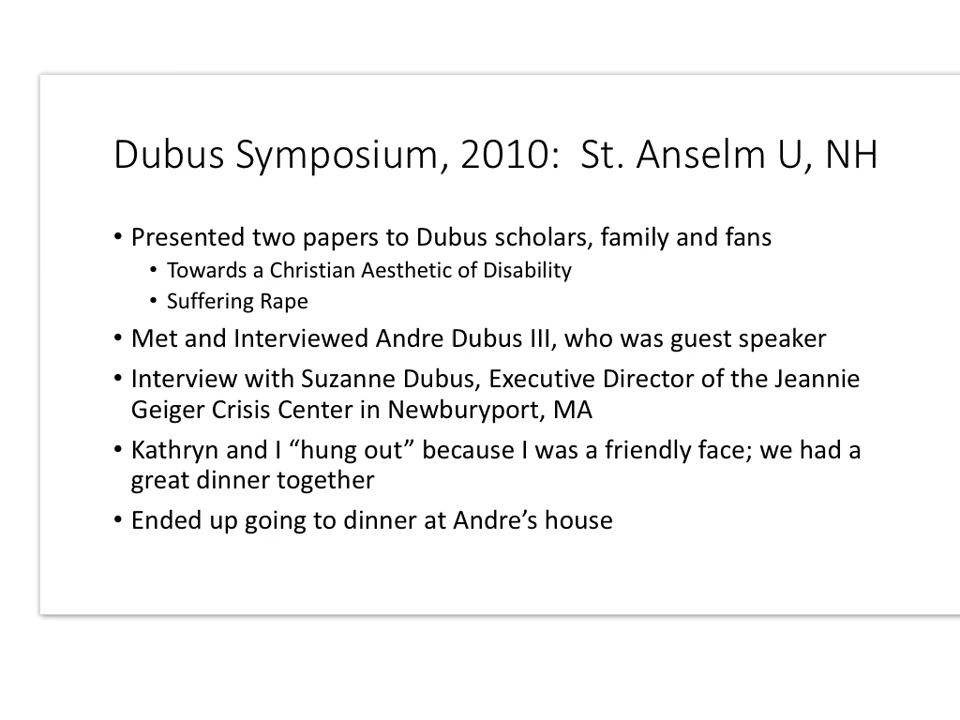 Dubus Symposium, 2010:  St. Anselm U, NH
• Presented two papers to Dubus scholars, family and fans
• Towards a Christian Aesthetic of Disability
• Suffering Rape
• Met and Interviewed Andre Dubus III, who was guest speaker
• Interview with Suzanne Dubus, Executive Director of the Jeannie
Geiger Crisis Center in Newburyport, MA
• Kathryn and I “hung out” because I was a friendly face; we had a
great dinner together
• Ended up going to dinner at Andre’s house